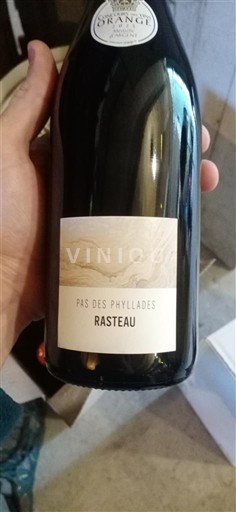 ORANGE
VINIOU
PAS DES PHYLLADES
RASTEAU